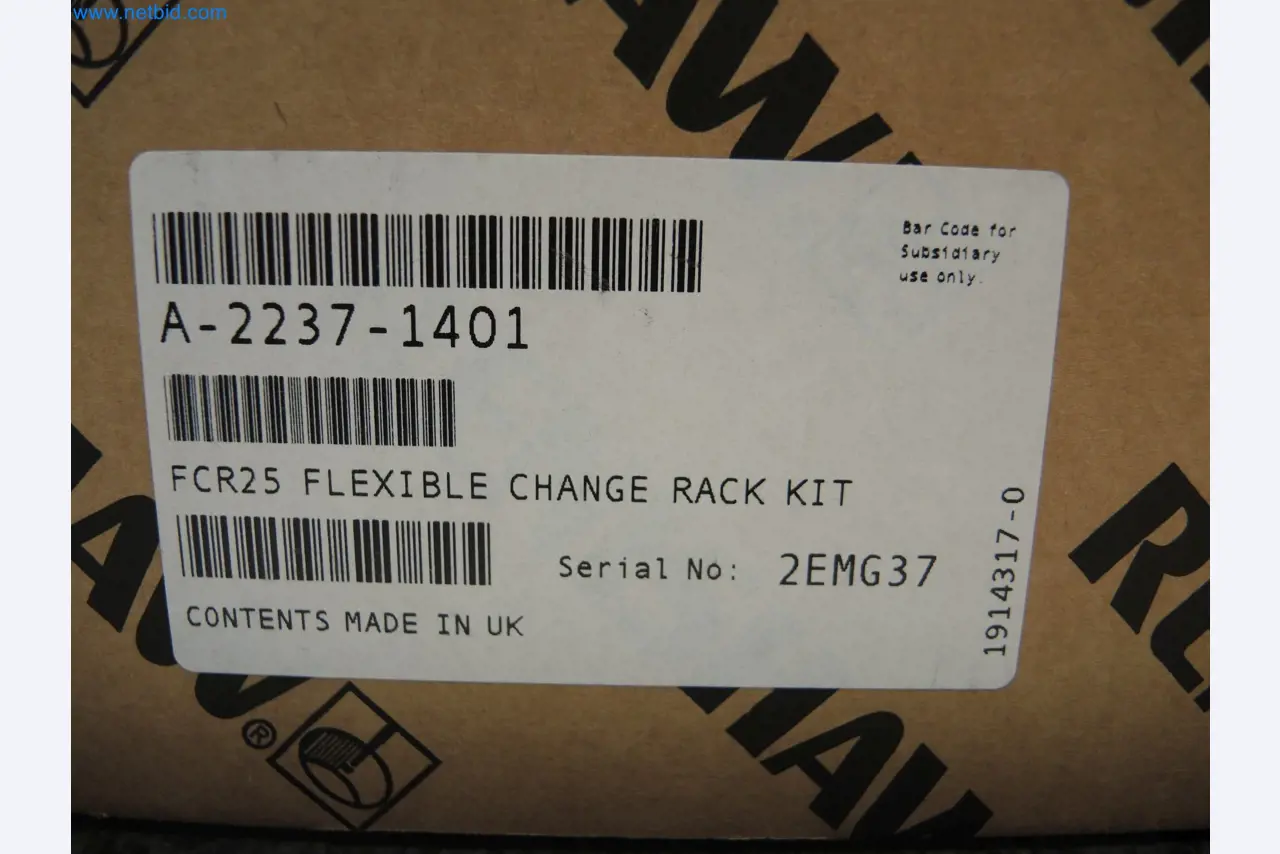 www.netbid.com
Bar Code for
Subsidiary
use only.
A-2237-1401
FCR25 FLEXIBLE CHANGE RACK KIT
Serial No: 2EMG37
CONTENTS MADE IN UK
1914317-0
®